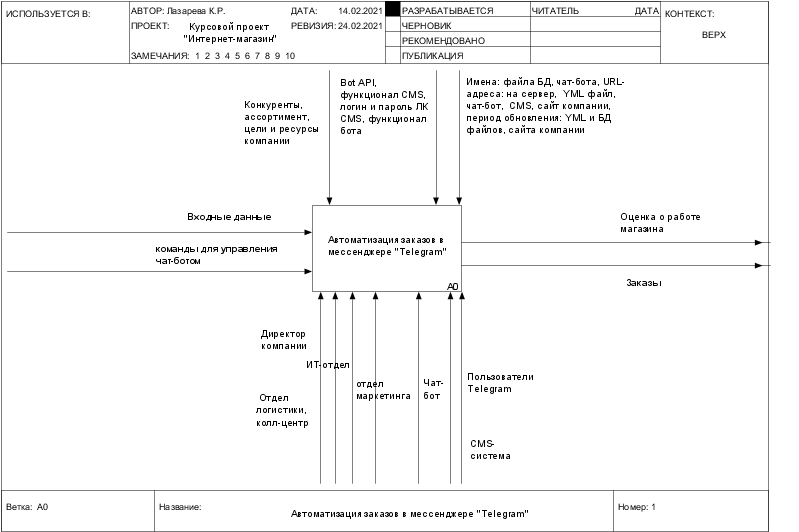 ИСПОЛЬЗУЕТСЯ В:
АВТОР: Лазарева К.Р.
ДАТА: 14.02.2021
ПРОЕКТ: Курсовой проект
"Интернет-магазин"
РЕВИЗИЯ: 24.02.2021
ЗАМЕЧАНИЯ: 1 2 3 4 5 6 7 8 9 10
РАЗРАБАТЫВАЕТСЯ
ЧЕРНОВИК
РЕКОМЕНДОВАНО
ПУБЛИКАЦИЯ
ЧИТАТЕЛЬ
ДАТА
КОНТЕКСТ:
ВЕРХ
Конкуренты,
ассортимент,
цели и ресурсы
компании
Bot API,
функционал CMS,
логин и пароль ЛК
CMS, функционал
бота
Имена: файла БД, чат-бота, URL-
адреса: на сервер, YML файл,
чат-бот, CMS, сайт компании,
период обновления: YML и БД
файлов, сайта компании
Входные данные
команды для управления
чат-ботом
Автоматизация заказов в
мессенджере "Telegram"
A0
Оценка о работе
магазина
Заказы
Директор
компании
ИТ-отдел
Отдел
логистики,
колл-центр
отдел
маркетинга
Чат-
бот
Пользователи
Telegram
CMS-
система
Ветка: A0
Название:
Автоматизация заказов в мессенджере "Telegram"
Номер: 1